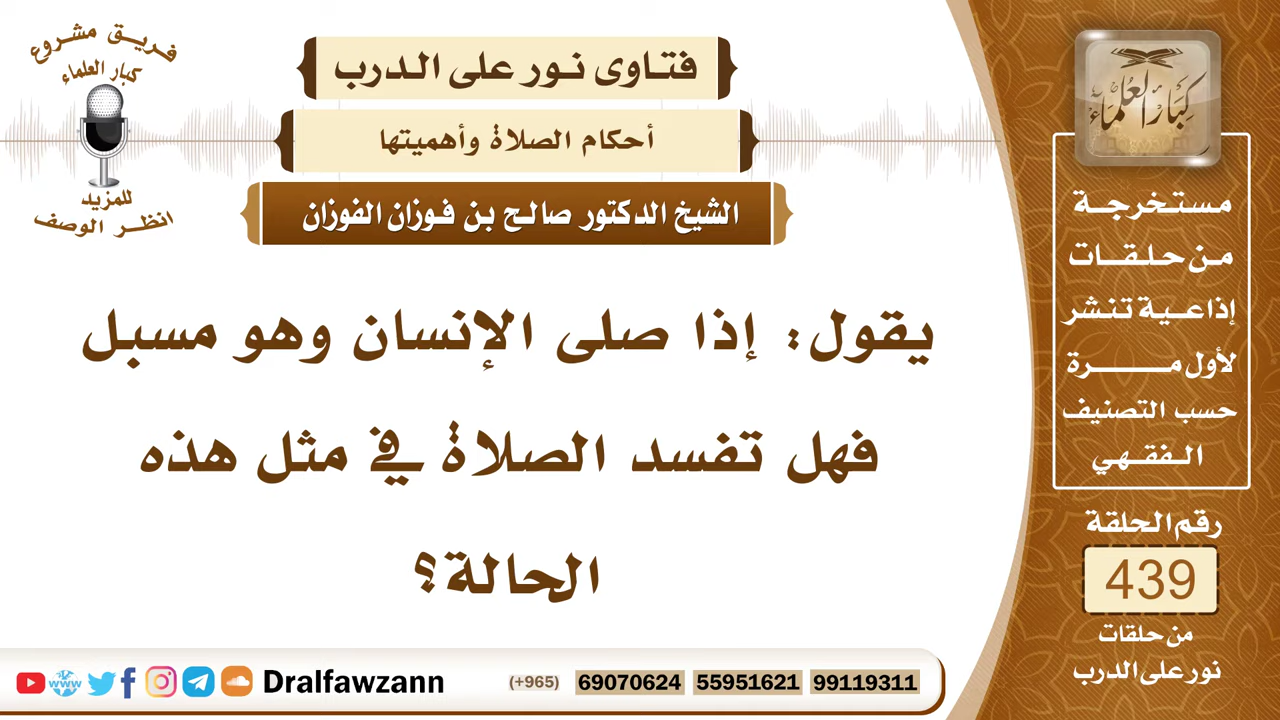 فريق مشروع
كبار العلماء
للمزيد
انظر الوصف
فتاوى نور على الدرب
أحكام الصلاة وأهميتها
الشيخ الدكتور صالح بن فوزان الفوزان
يقول: إذا صلى الإنسان وهو مسبل
فهل تفسد الصلاة في مثل هذه
الحالة؟
كبار العلماء
مستخرجة
من حلقات
إذاعية تنشر
لأول مرة
حسب التصنيف
الفقهي
رقم الحلقة
439
من حلقات
نور على الدرب
www Dralfawzann (+965) 69070624 55951621 99119311